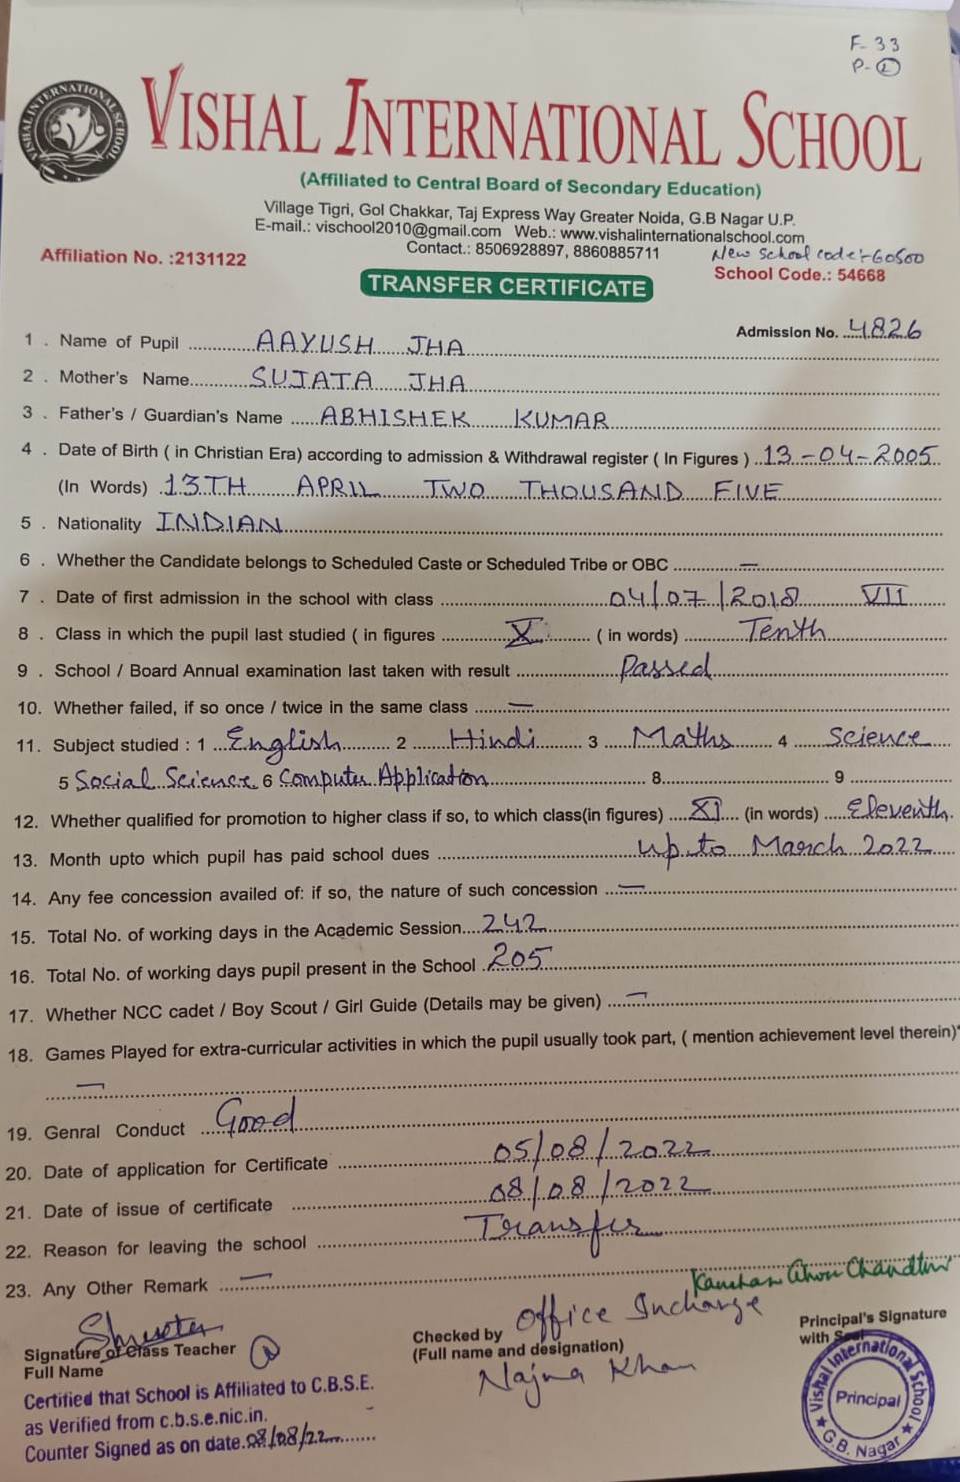 F-33
P-2
VISHAL INTERNATIONAL SCHOOL
VISHAL INTERNATIONAL SCHOOL
(Affiliated to Central Board of Secondary Education)
Village Tigri, Gol Chakkar, Taj Express Way Greater Noida, G.B Nagar U.P.
E-mail.: vischool2010@gmail.com Web.: www.vishalinternationalschool.com
Contact.: 8506928897, 8860885711 New School code:-60500
Affiliation No. :2131122 School Code.: 54668
TRANSFER CERTIFICATE
Admission No. 4826
1 . Name of Pupil AAYUSH JHA
2 . Mother's Name SUJATA JHA
3 . Father's / Guardian's Name ABHISHEK KUMAR
4 . Date of Birth ( in Christian Era) according to admission & Withdrawal register ( In Figures ) 13-04-2005
(In Words) 13TH APRIL TWO THOUSAND FIVE
5 . Nationality INDIAN
6 . Whether the Candidate belongs to Scheduled Caste or Scheduled Tribe or OBC —
7 . Date of first admission in the school with class 04/07/2018 VII
8 . Class in which the pupil last studied ( in figures X ( in words) Tenth
9 . School / Board Annual examination last taken with result Passed
10. Whether failed, if so once / twice in the same class —
11. Subject studied : 1 English 2 Hindi 3 Maths 4 Science
5 Social Science 6 Computer Application 8 9
12. Whether qualified for promotion to higher class if so, to which class(in figures) XI (in words) Eleventh.
13. Month upto which pupil has paid school dues up to March 2022
14. Any fee concession availed of: if so, the nature of such concession —
15. Total No. of working days in the Academic Session 242
16. Total No. of working days pupil present in the School 205
17. Whether NCC cadet / Boy Scout / Girl Guide (Details may be given) —
18. Games Played for extra-curricular activities in which the pupil usually took part, ( mention achievement level therein)
—
19. Genral Conduct Good
20. Date of application for Certificate 05/08/2022
21. Date of issue of certificate 08/08/2022
22. Reason for leaving the school Transfer
23. Any Other Remark —
Office Incharge
Signature of Class Teacher
Full Name
Checked by
(Full name and designation)
Najma Khan
Principal's Signature
with Seal
Vishal International School
Principal
G.B. Nagar
Certified that School is Affiliated to C.B.S.E.
as Verified from c.b.s.e.nic.in.
Counter Signed as on date.08/08/22